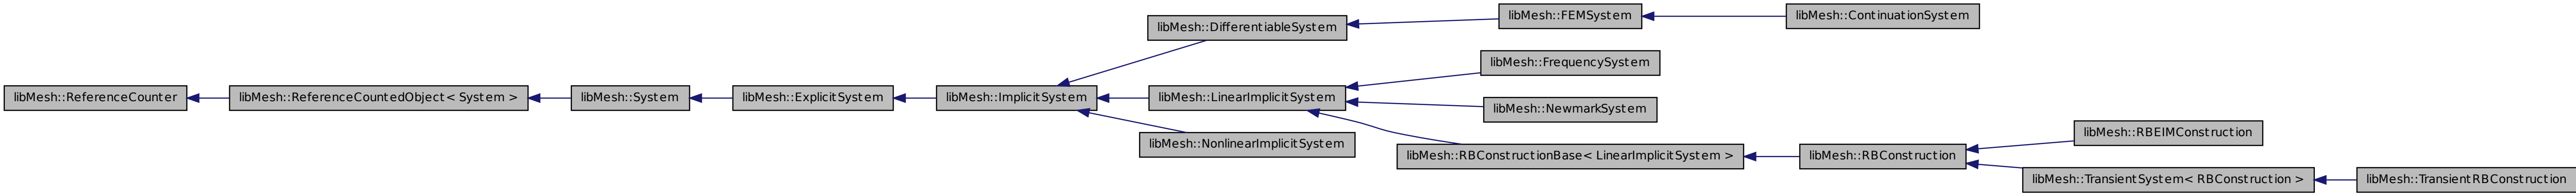 libMesh::ReferenceCounter
libMesh::ReferenceCountedObject< System >
libMesh::System
libMesh::ExplicitSystem
libMesh::ImplicitSystem
libMesh::DifferentiableSystem
libMesh::FEMSystem
libMesh::ContinuationSystem
libMesh::LinearImplicitSystem
libMesh::FrequencySystem
libMesh::NewmarkSystem
libMesh::RBConstructionBase< LinearImplicitSystem >
libMesh::RBConstruction
libMesh::RBEIMConstruction
libMesh::TransientSystem< RBConstruction >
libMesh::TransientRBConstruction
libMesh::NonlinearImplicitSystem